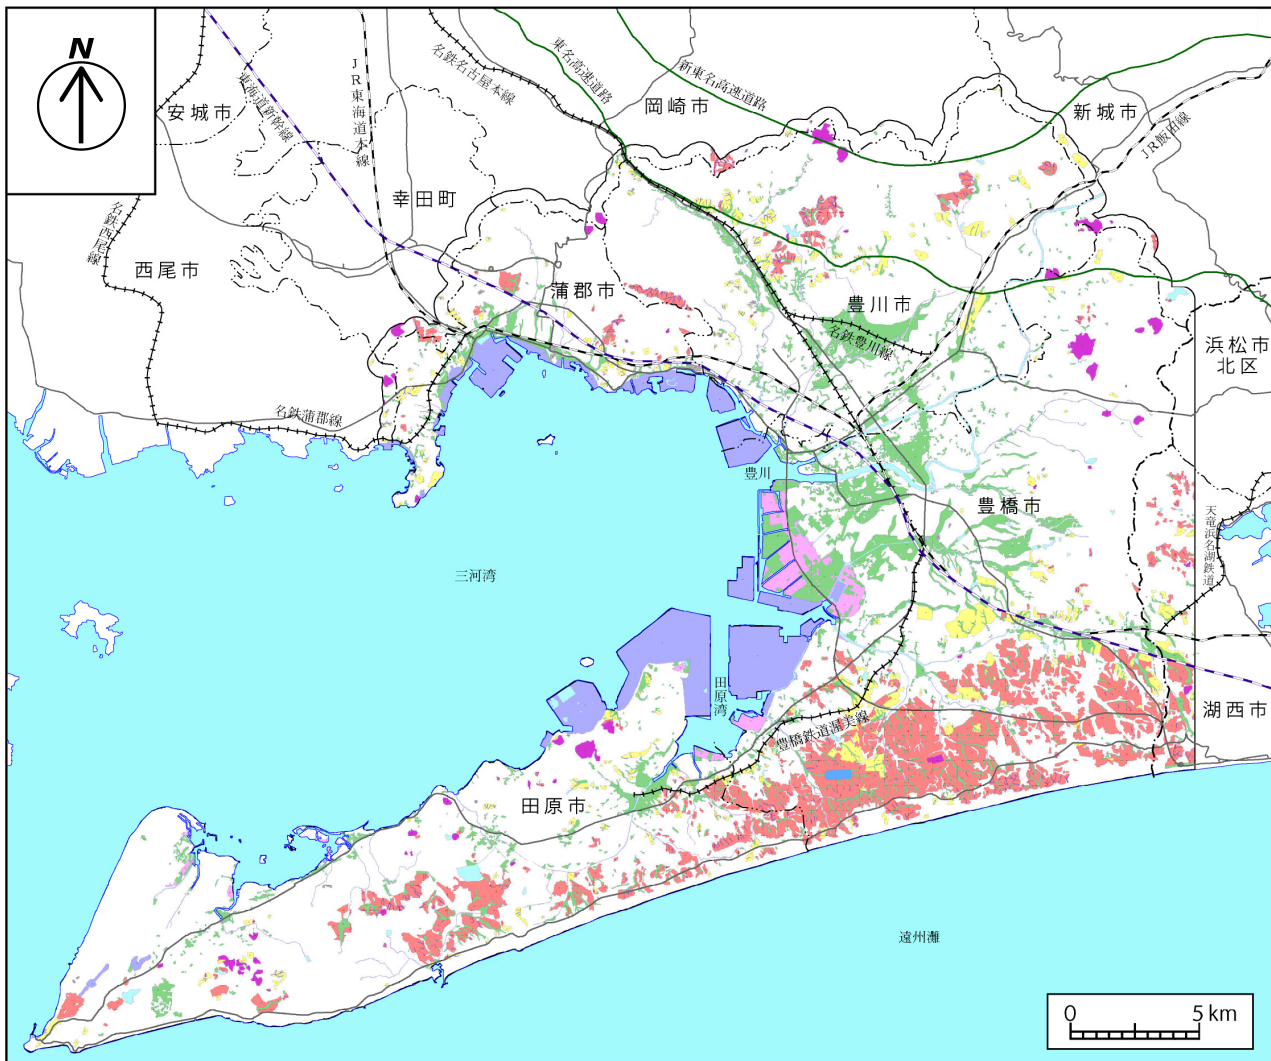 N
安城市
東海道新幹線
JR東海道本線
名鉄名古屋本線
東名高速道路
新東名高速道路
岡崎市
新城市
JR飯田線
名鉄西尾線
西尾市
幸田町
蒲郡市
豊川市
名鉄豊川線
浜松市
北区
名鉄蒲郡線
豊川
豊橋市
天竜浜名湖鉄道
三河湾
田原湾
湖西市
豊橋鉄道渥美線
田原市
遠州灘
0
5 km